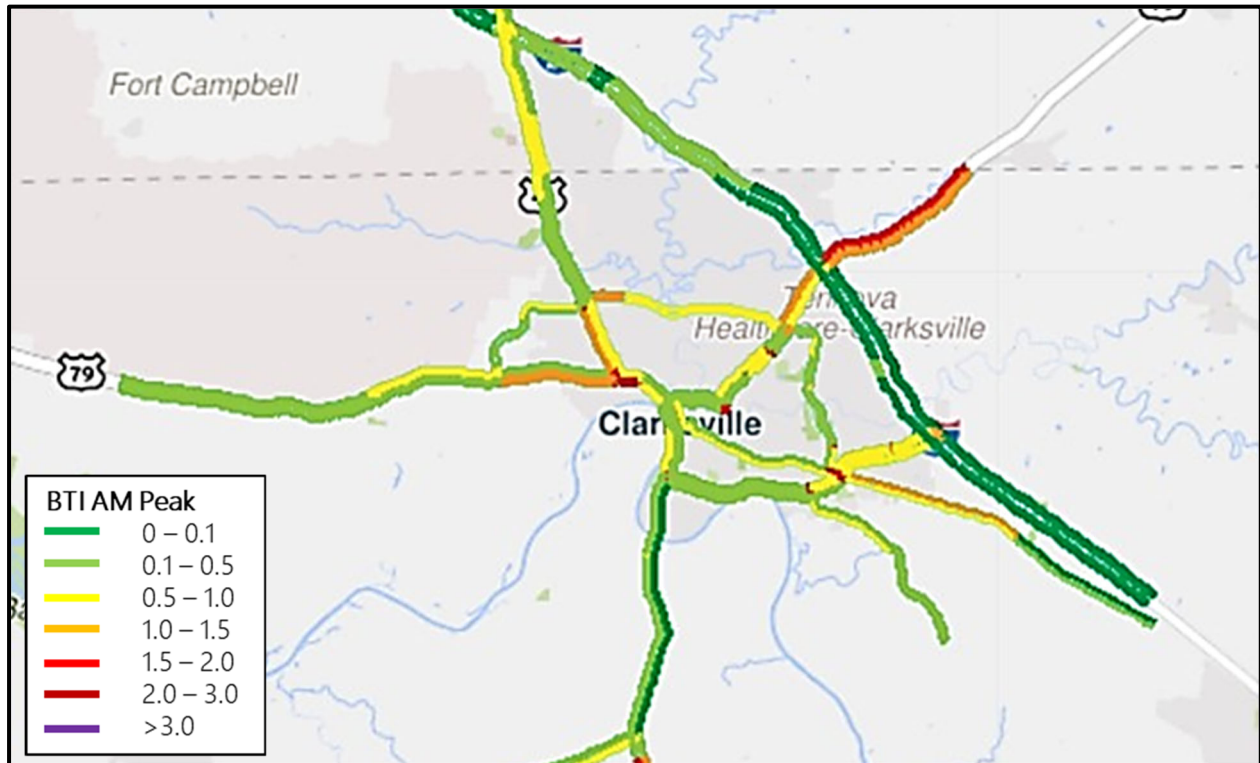 Fort Campbell
Tennova
Healthcare-Clarksville
79
Clarksville
BTI AM Peak
0 – 0.1
0.1 – 0.5
0.5 – 1.0
1.0 – 1.5
1.5 – 2.0
2.0 – 3.0
>3.0